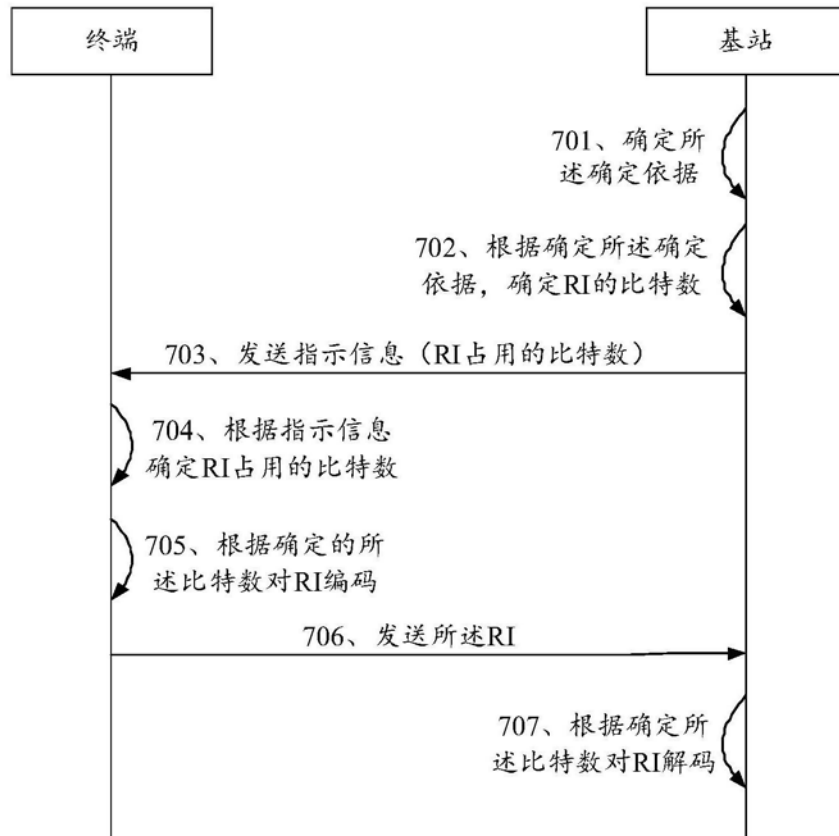 终端
基站
701、确定所
述确定依据
702、根据确定所述确定
依据，确定RI的比特数
703、发送指示信息（RI占用的比特数）
704、根据指示信息
确定RI占用的比特数
705、根据确定的所
述比特数对RI编码
706、发送所述RI
707、根据确定所
述比特数对RI解码